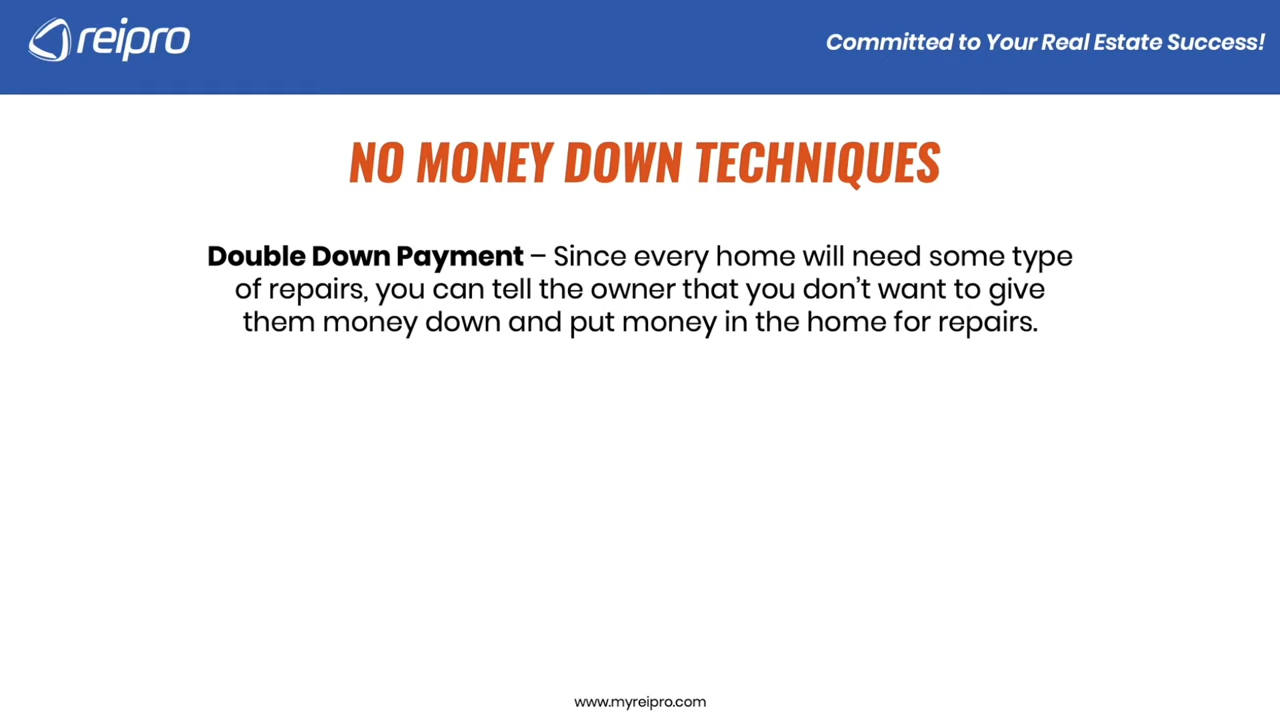 reipro
Committed to Your Real Estate Success!
NO MONEY DOWN TECHNIQUES
Double Down Payment – Since every home will need some type
of repairs, you can tell the owner that you don’t want to give
them money down and put money in the home for repairs.
www.myreipro.com